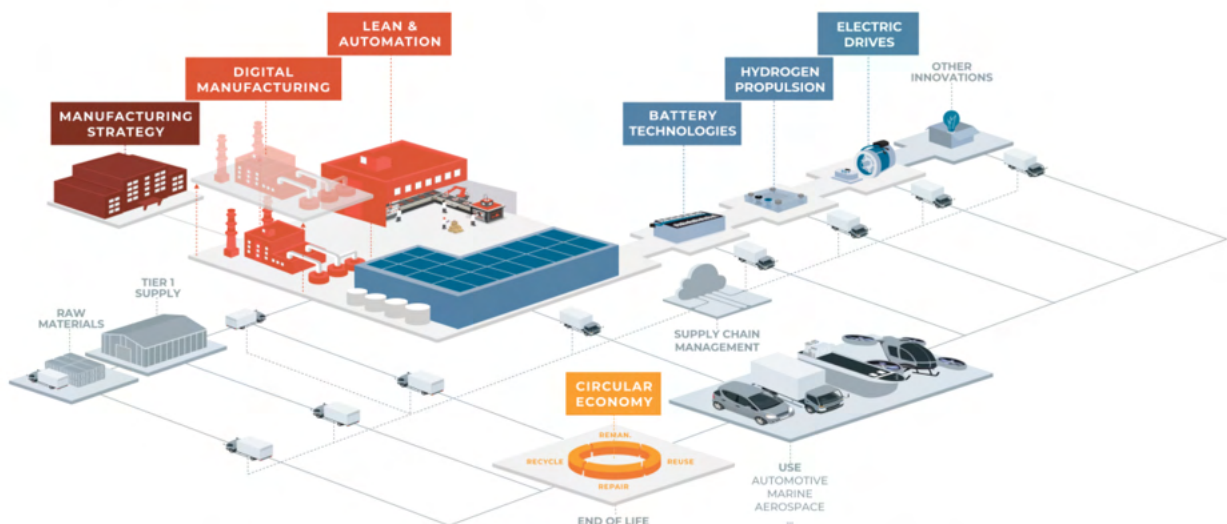 LEAN &
AUTOMATION
ELECTRIC
DRIVES
DIGITAL
MANUFACTURING
HYDROGEN
PROPULSION
OTHER
INNOVATIONS
MANUFACTURING
STRATEGY
BATTERY
TECHNOLOGIES
TIER 1
SUPPLY
RAW
MATERIALS
SUPPLY CHAIN
MANAGEMENT
CIRCULAR
ECONOMY
REMAN.
RECYCLE
REUSE
REPAIR
USE
AUTOMOTIVE
MARINE
AEROSPACE
END OF LIFE